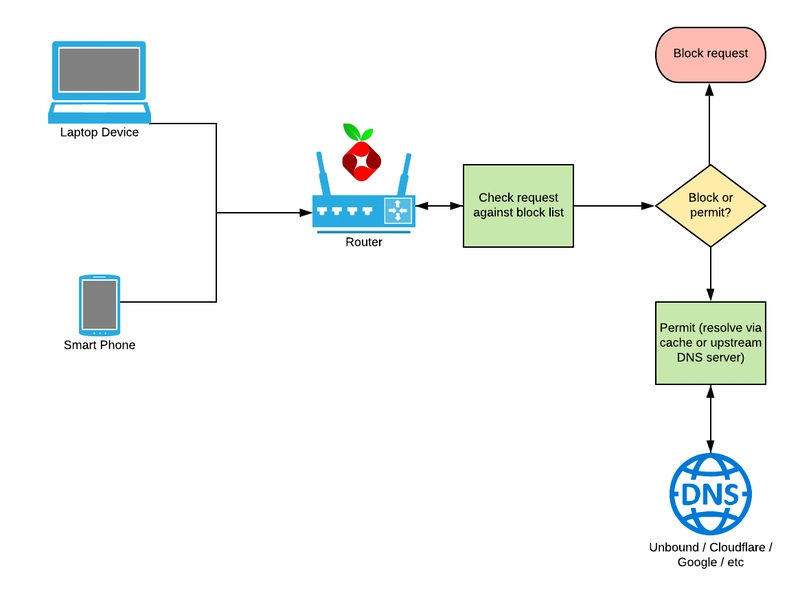 Laptop Device
Smart Phone
Router
Check request
against block list
Block request
Block or
permit?
Permit (resolve via
cache or upstream
DNS server)
DNS
Unbound / Cloudflare /
Google / etc